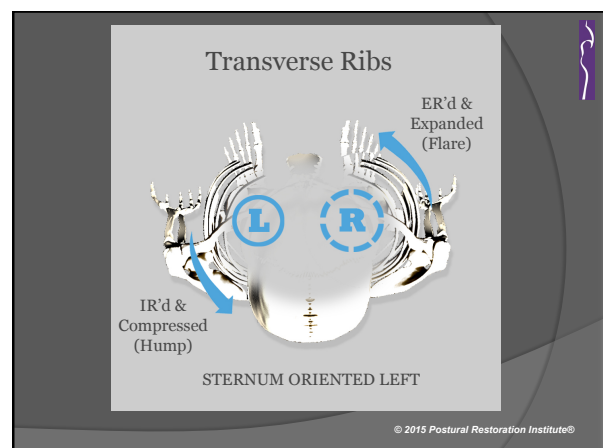 Transverse Ribs
ER'd &
Expanded
(Flare)
L
R
IR'd &
Compressed
(Hump)
STERNUM ORIENTED LEFT
© 2015 Postural Restoration Institute®